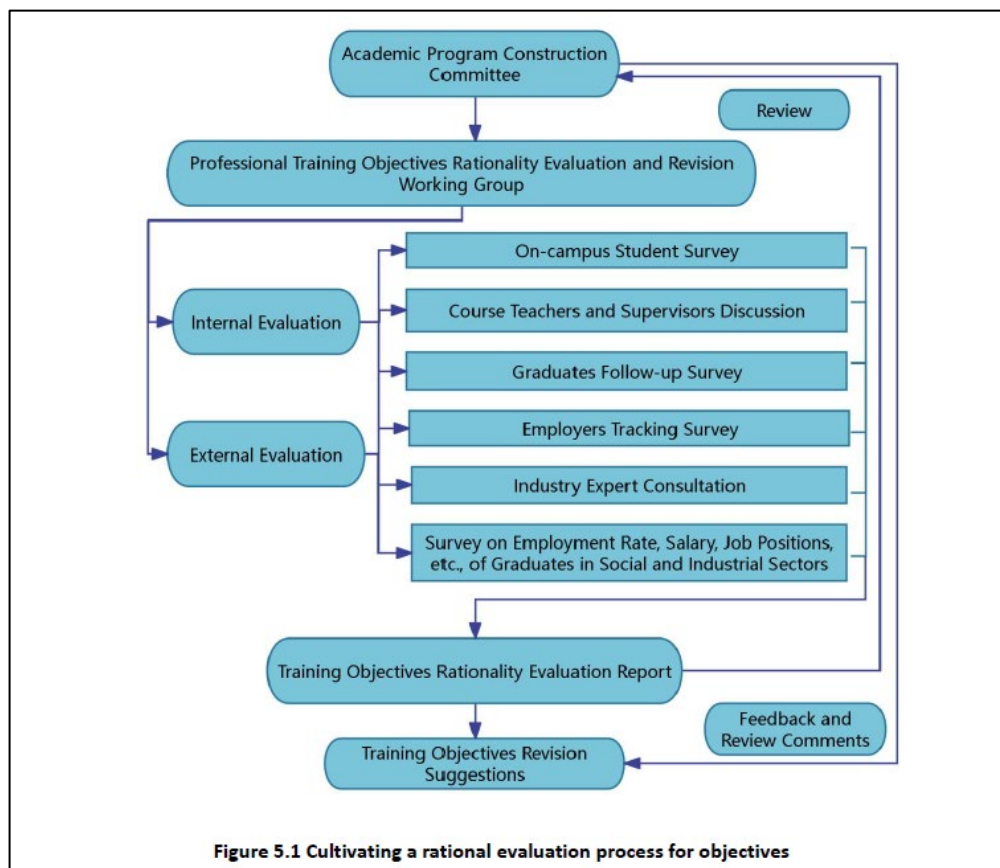 Academic Program Construction
Committee
Review
Professional Training Objectives Rationality Evaluation and Revision
Working Group
On-campus Student Survey
Internal Evaluation
Course Teachers and Supervisors Discussion
Graduates Follow-up Survey
Employers Tracking Survey
External Evaluation
Industry Expert Consultation
Survey on Employment Rate, Salary, Job Positions,
etc., of Graduates in Social and Industrial Sectors
Training Objectives Rationality Evaluation Report
Feedback and
Review Comments
Training Objectives Revision
Suggestions
Figure 5.1 Cultivating a rational evaluation process for objectives